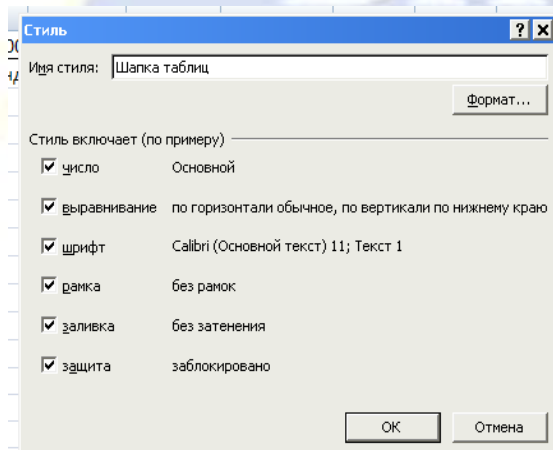 Стиль
Имя стиля: Шапка таблиц
Формат...
Стиль включает (по примеру)
число Основной
выравнивание по горизонтали обычное, по вертикали по нижнему краю
шрифт Calibri (Основной текст) 11; Текст 1
рамка без рамок
заливка без затенения
защита заблокировано
ОК Отмена